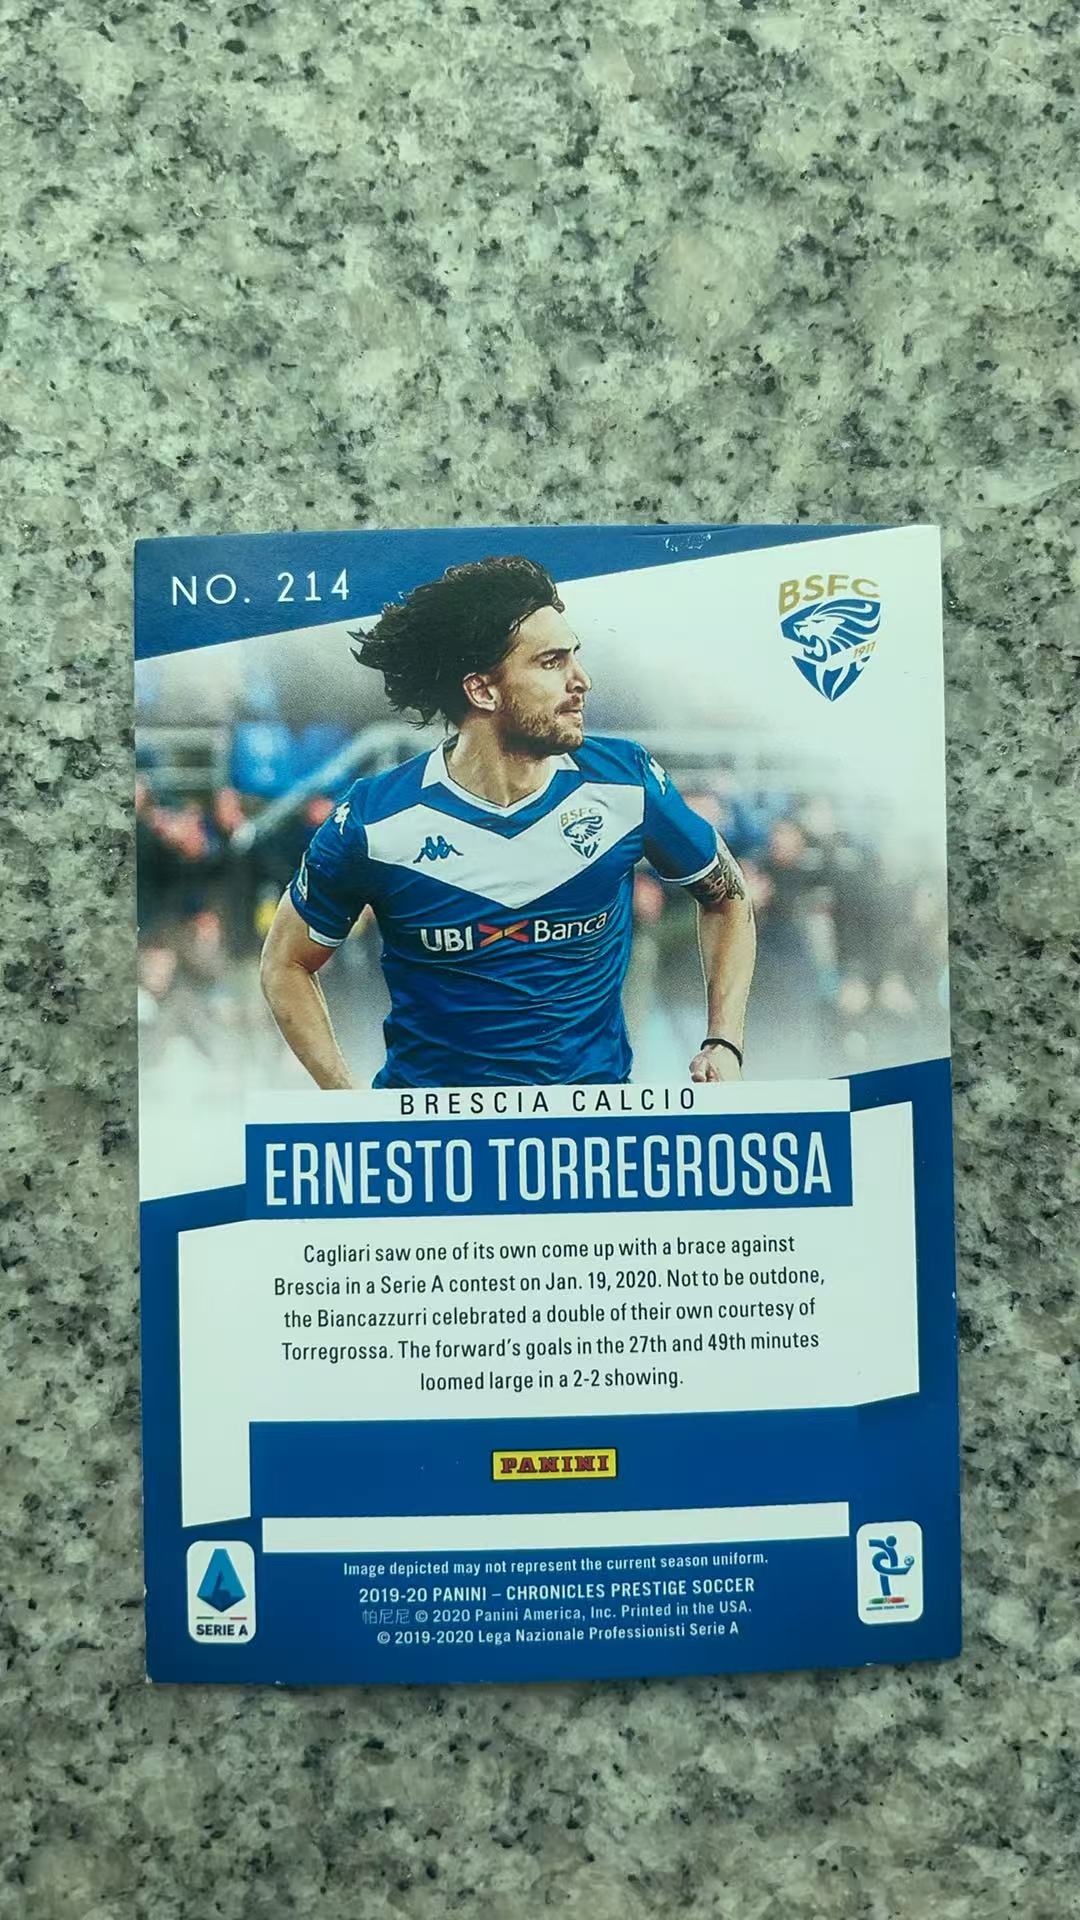 NO. 214
BSFC
1911
BSFC
UBI Banca
BRESCIA CALCIO
ERNESTO TORREGROSSA
Cagliari saw one of its own come up with a brace against
Brescia in a Serie A contest on Jan. 19, 2020. Not to be outdone,
the Biancazzurri celebrated a double of their own courtesy of
Torregrossa. The forward's goals in the 27th and 49th minutes
loomed large in a 2-2 showing.
PANINI
Image depicted may not represent the current season uniform.
2019-20 PANINI – CHRONICLES PRESTIGE SOCCER
帕尼尼 © 2020 Panini America, Inc. Printed in the USA.
© 2019-2020 Lega Nazionale Professionisti Serie A
SERIE A